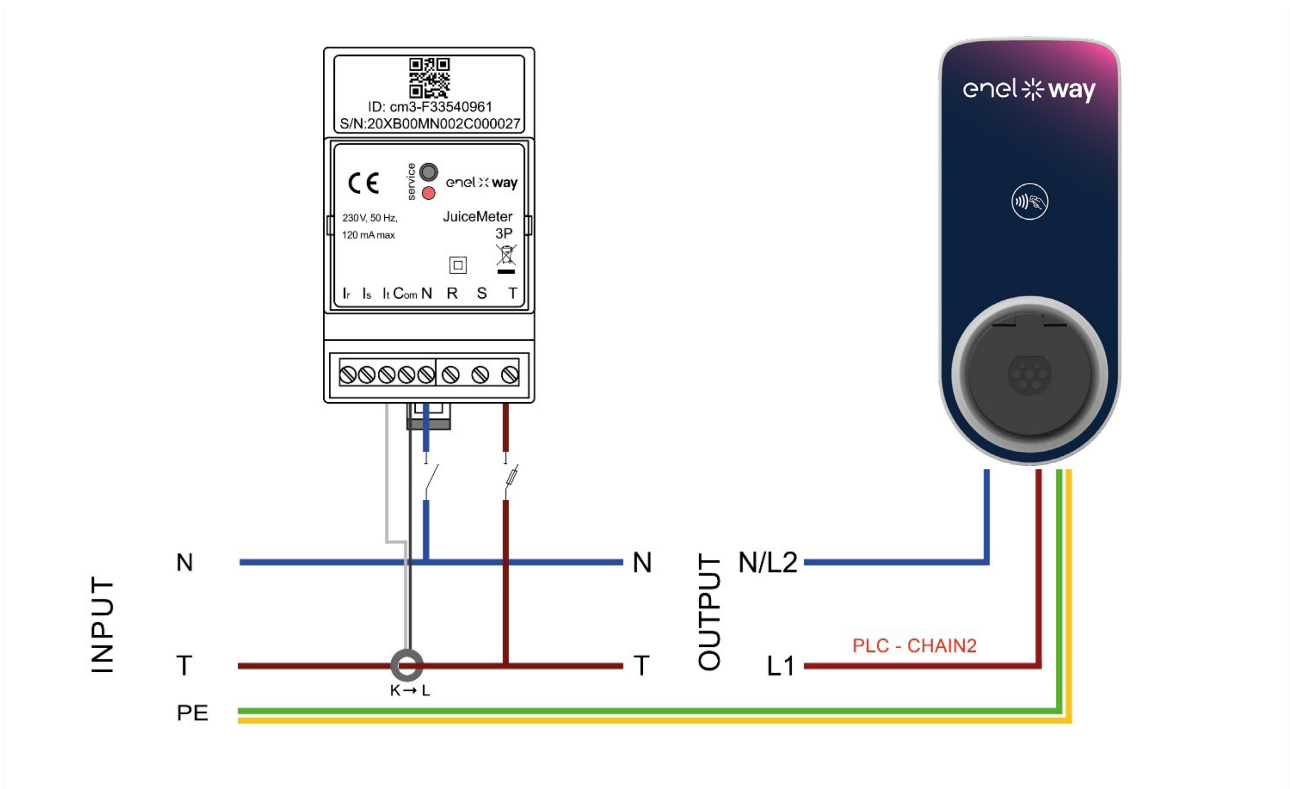 ID: cm3-F33540961
S/N:20XB00MN002C000027
CE
service
enel way
230V, 50 Hz,
120 mA max
JuiceMeter
3P
Ir Is It Com N R S T
enel way
INPUT
N
N
T
T
K→L
PE
OUTPUT
N/L2
PLC - CHAIN2
L1